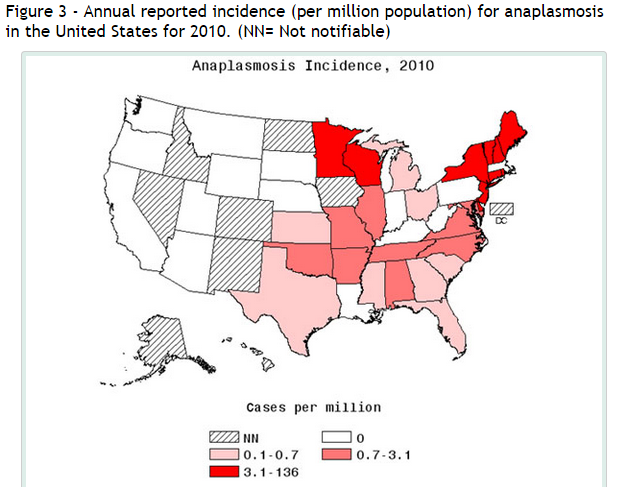 Figure 3 - Annual reported incidence (per million population) for anaplasmosis
in the United States for 2010. (NN= Not notifiable)
Anaplasmosis Incidence, 2010
DC
Cases per million
NN
0
0.1-0.7
0.7-3.1
3.1-136